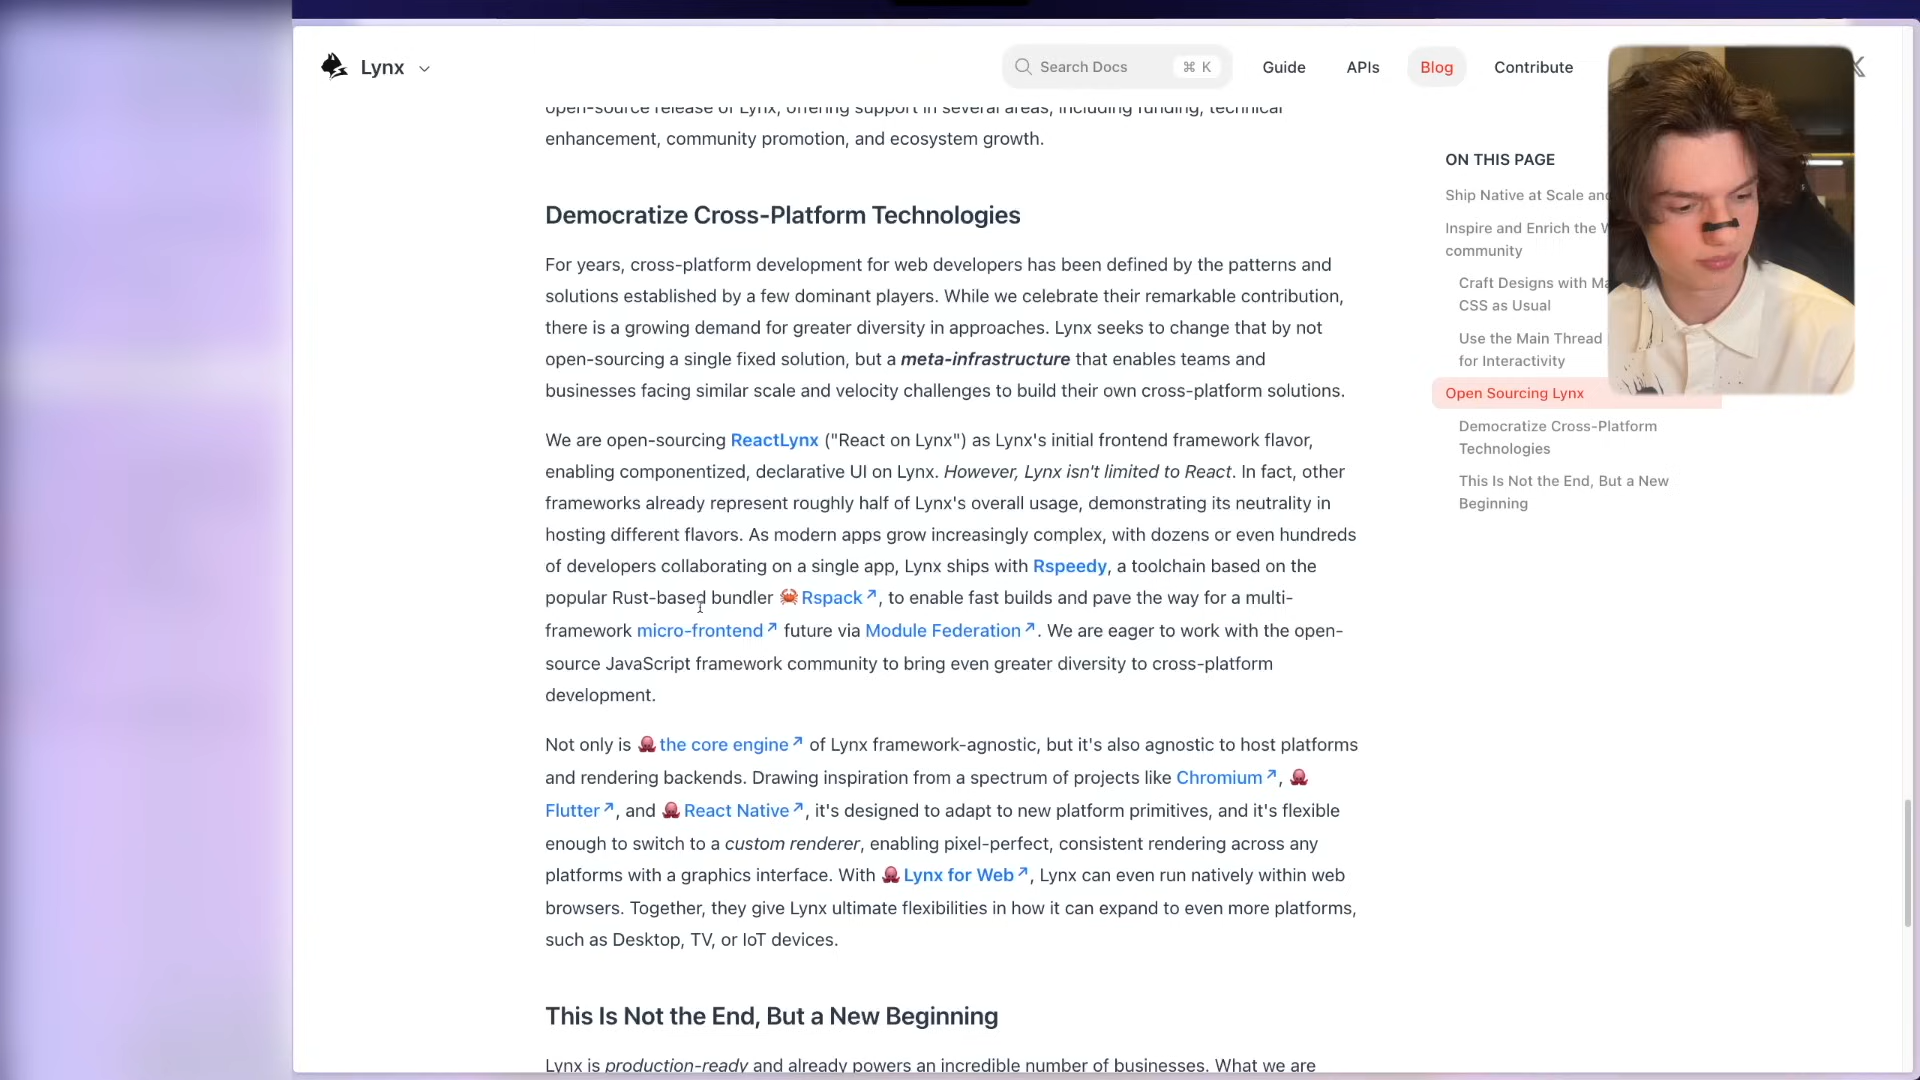 Lynx
Search Docs
⌘ K
Guide
APIs
Blog
Contribute
open-source release of Lynx, offering support in several areas, including funding, technical
enhancement, community promotion, and ecosystem growth.
Democratize Cross-Platform Technologies
For years, cross-platform development for web developers has been defined by the patterns and
solutions established by a few dominant players. While we celebrate their remarkable contribution,
there is a growing demand for greater diversity in approaches. Lynx seeks to change that by not
open-sourcing a single fixed solution, but a meta-infrastructure that enables teams and
businesses facing similar scale and velocity challenges to build their own cross-platform solutions.
We are open-sourcing ReactLynx ("React on Lynx") as Lynx's initial frontend framework flavor,
enabling componentized, declarative UI on Lynx. However, Lynx isn't limited to React. In fact, other
frameworks already represent roughly half of Lynx's overall usage, demonstrating its neutrality in
hosting different flavors. As modern apps grow increasingly complex, with dozens or even hundreds
of developers collaborating on a single app, Lynx ships with Rspeedy, a toolchain based on the
popular Rust-based bundler 🦀 Rspack↗, to enable fast builds and pave the way for a multi-
framework micro-frontend↗ future via Module Federation↗. We are eager to work with the open-
source JavaScript framework community to bring even greater diversity to cross-platform
development.
Not only is 🐙 the core engine↗ of Lynx framework-agnostic, but it's also agnostic to host platforms
and rendering backends. Drawing inspiration from a spectrum of projects like Chromium↗, 🐙
Flutter↗, and 🐙 React Native↗, it's designed to adapt to new platform primitives, and it's flexible
enough to switch to a custom renderer, enabling pixel-perfect, consistent rendering across any
platforms with a graphics interface. With 🐙 Lynx for Web↗, Lynx can even run natively within web
browsers. Together, they give Lynx ultimate flexibilities in how it can expand to even more platforms,
such as Desktop, TV, or IoT devices.
This Is Not the End, But a New Beginning
Lynx is production-ready and already powers an incredible number of businesses. What we are
ON THIS PAGE
Ship Native at Scale and
Inspire and Enrich the
community
Craft Designs with
CSS as Usual
Use the Main Thread
for Interactivity
Open Sourcing Lynx
Democratize Cross-Platform
Technologies
This Is Not the End, But a New
Beginning